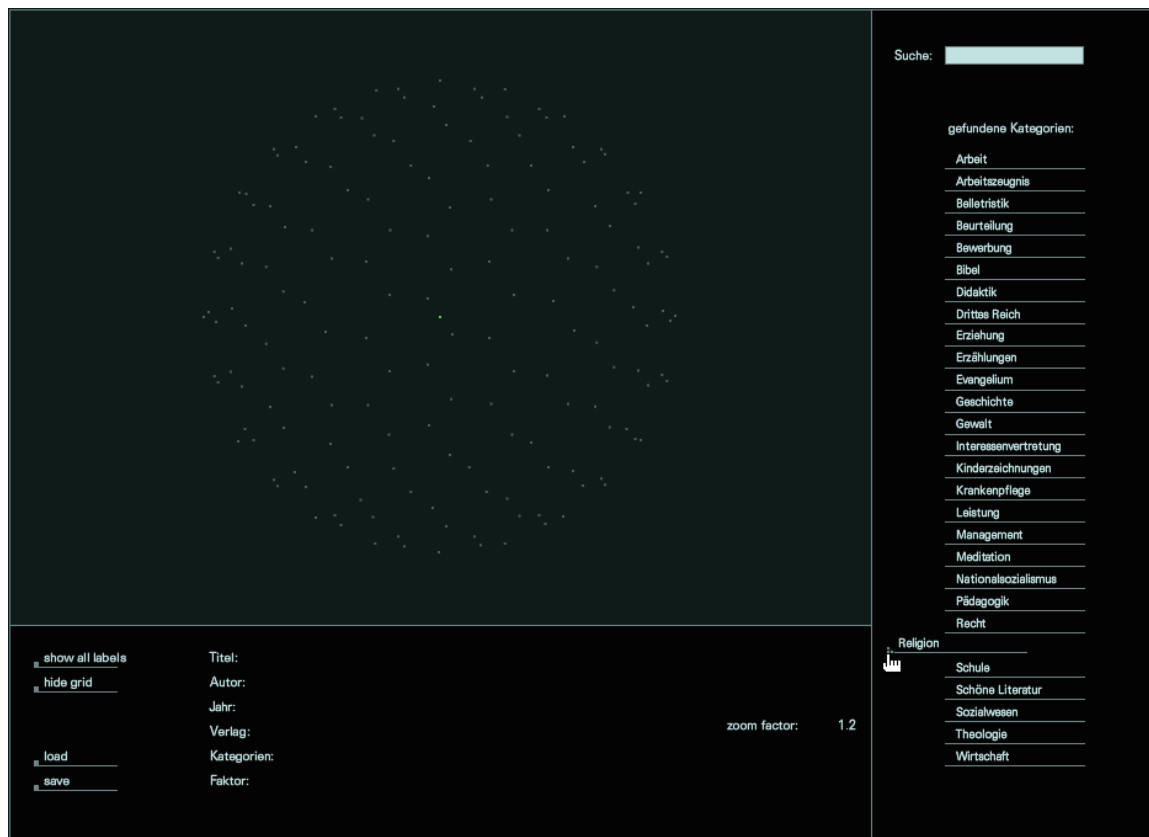 Suche:
gefundene Kategorien:
Arbeit
Arbeitszeugnis
Belletristik
Beurteilung
Bewerbung
Bibel
Didaktik
Drittes Reich
Erziehung
Erzählungen
Evangelium
Geschichte
Gewalt
Interessenvertretung
Kinderzeichnungen
Krankenpflege
Leistung
Management
Meditation
Nationalsozialismus
Pädagogik
Recht
Religion
Schule
Schöne Literatur
Sozialwesen
Theologie
Wirtschaft
show all labels
hide grid
load
save
Titel:
Autor:
Jahr:
Verlag:
Kategorien:
Faktor:
zoom factor: 1.2